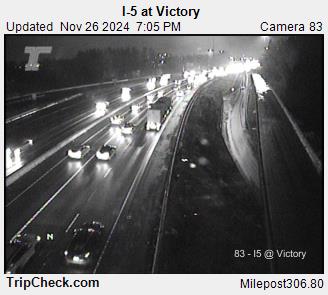 I-5 at Victory
Updated Nov 26 2024 7:05 PM Camera 83
T
N
83 - I5 @ Victory
TripCheck.com Milepost306.80